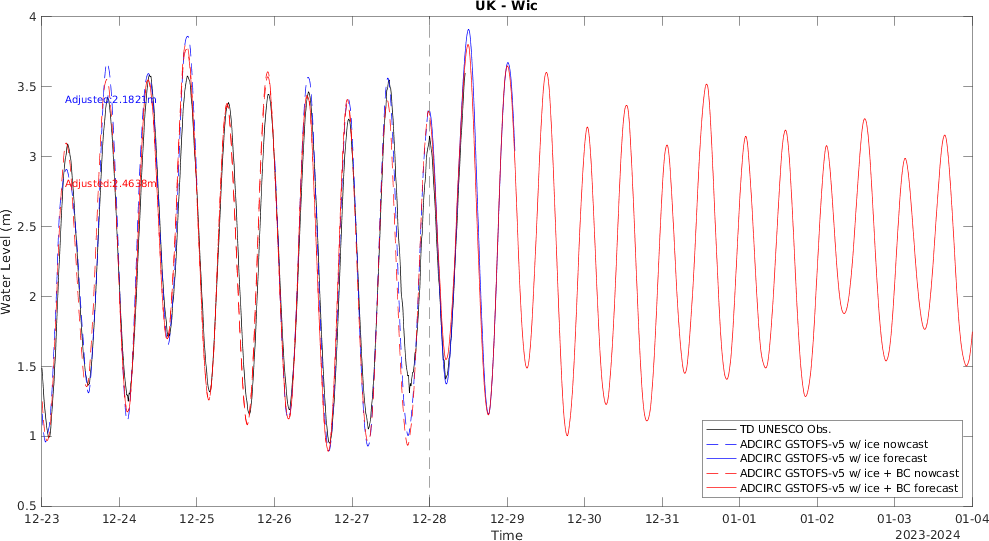 UK - Wic
4
3.5
3
2.5
2
1.5
1
0.5
Water Level (m)
Adjusted:2.1821m
Adjusted:2.4638m
TD UNESCO Obs.
ADCIRC GSTOFS-v5 w/ ice nowcast
ADCIRC GSTOFS-v5 w/ ice forecast
ADCIRC GSTOFS-v5 w/ ice + BC nowcast
ADCIRC GSTOFS-v5 w/ ice + BC forecast
12-23 12-24 12-25 12-26 12-27 12-28 12-29 12-30 12-31 01-01 01-02 01-03 01-04
Time
2023-2024